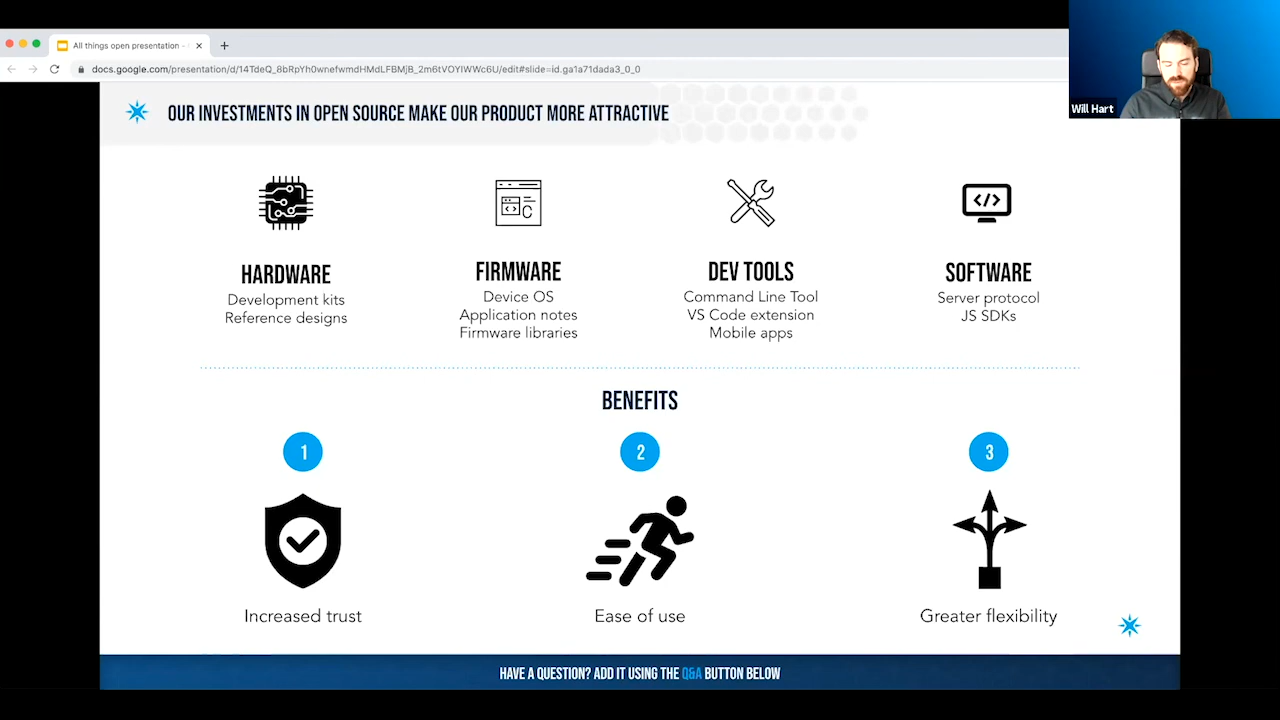 All things open presentation -
docs.google.com/presentation/d/14TdeQ_8bRpYh0wnefwmdHMdLFBMjB_2m6tVOYIWWc6U/edit#slide=id.ga1a71dada3_0_0
Will Hart
OUR INVESTMENTS IN OPEN SOURCE MAKE OUR PRODUCT MORE ATTRACTIVE
HARDWARE
Development kits
Reference designs
FIRMWARE
Device OS
Application notes
Firmware libraries
DEV TOOLS
Command Line Tool
VS Code extension
Mobile apps
SOFTWARE
Server protocol
JS SDKs
BENEFITS
1
2
3
Increased trust
Ease of use
Greater flexibility
HAVE A QUESTION? ADD IT USING THE Q&A BUTTON BELOW